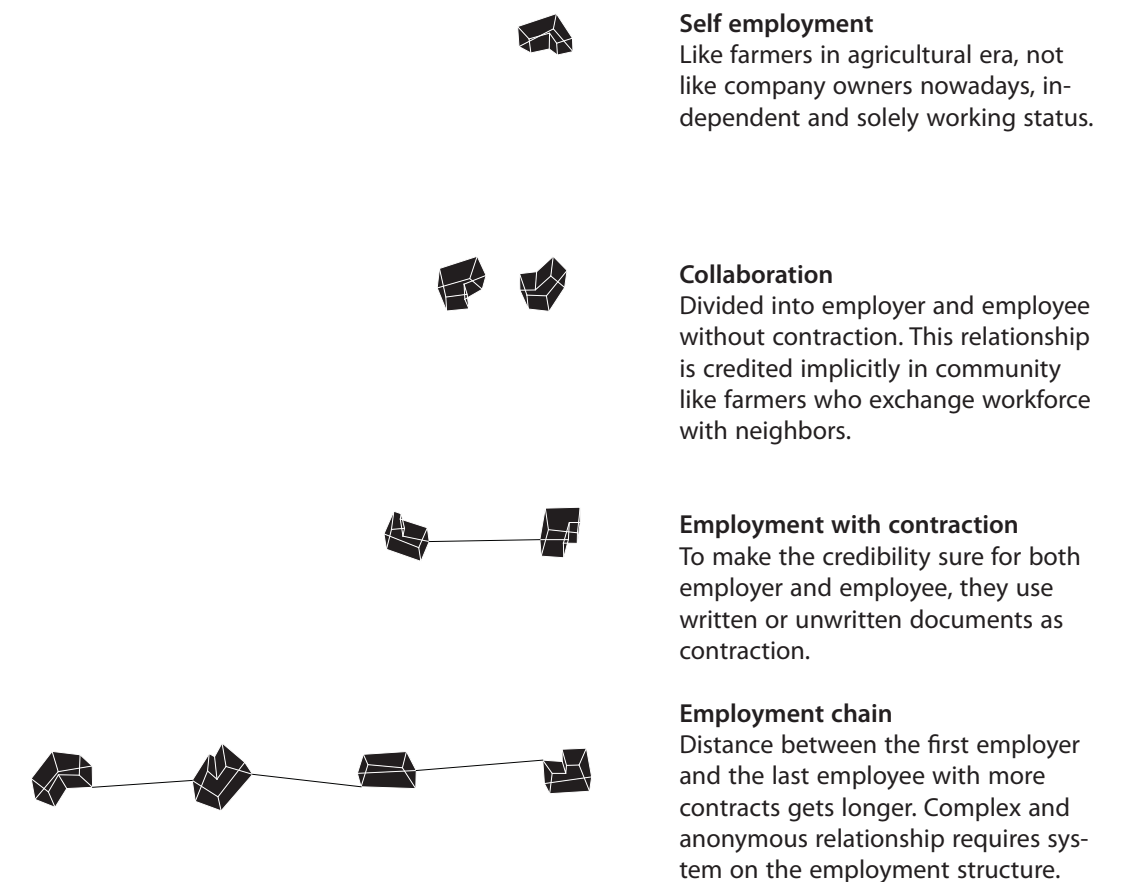 Self employment
Like farmers in agricultural era, not
like company owners nowadays, in-
dependent and solely working status.
Collaboration
Divided into employer and employee
without contraction. This relationship
is credited implicitly in community
like farmers who exchange workforce
with neighbors.
Employment with contraction
To make the credibility sure for both
employer and employee, they use
written or unwritten documents as
contraction.
Employment chain
Distance between the first employer
and the last employee with more
contracts gets longer. Complex and
anonymous relationship requires sys-
tem on the employment structure.